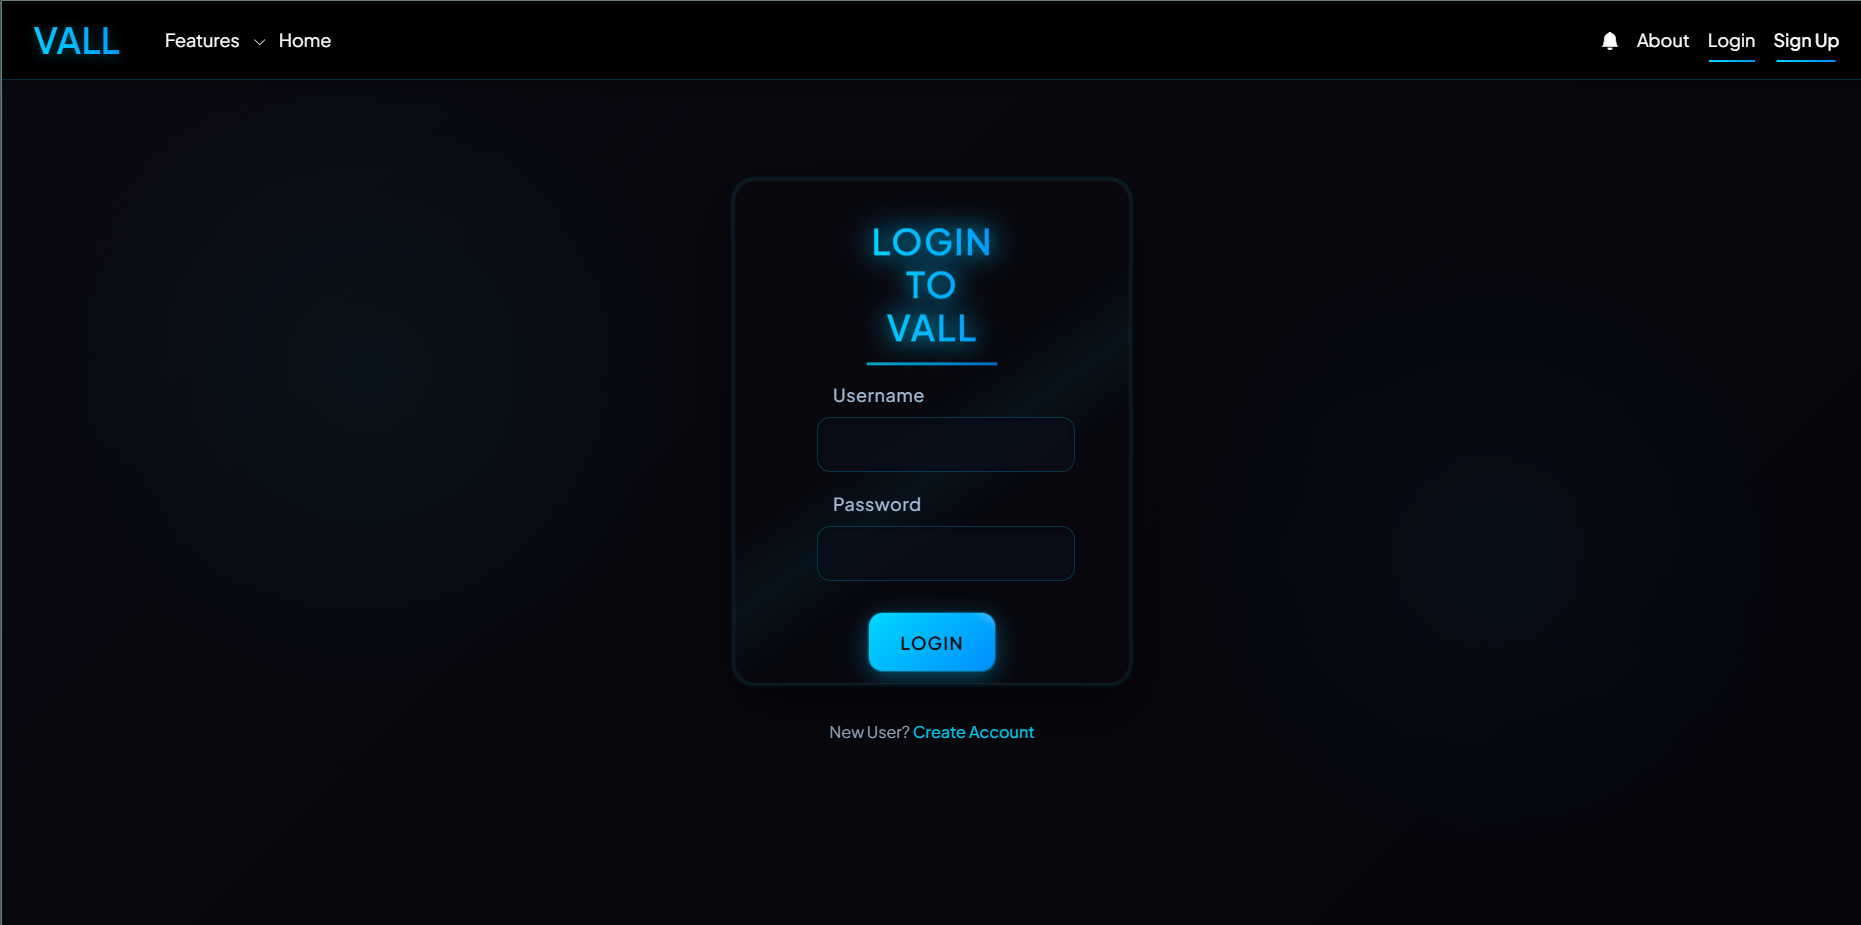 VALL Features Home About Login Sign Up
LOGIN
TO
VALL
Username
Password
LOGIN
New User? Create Account